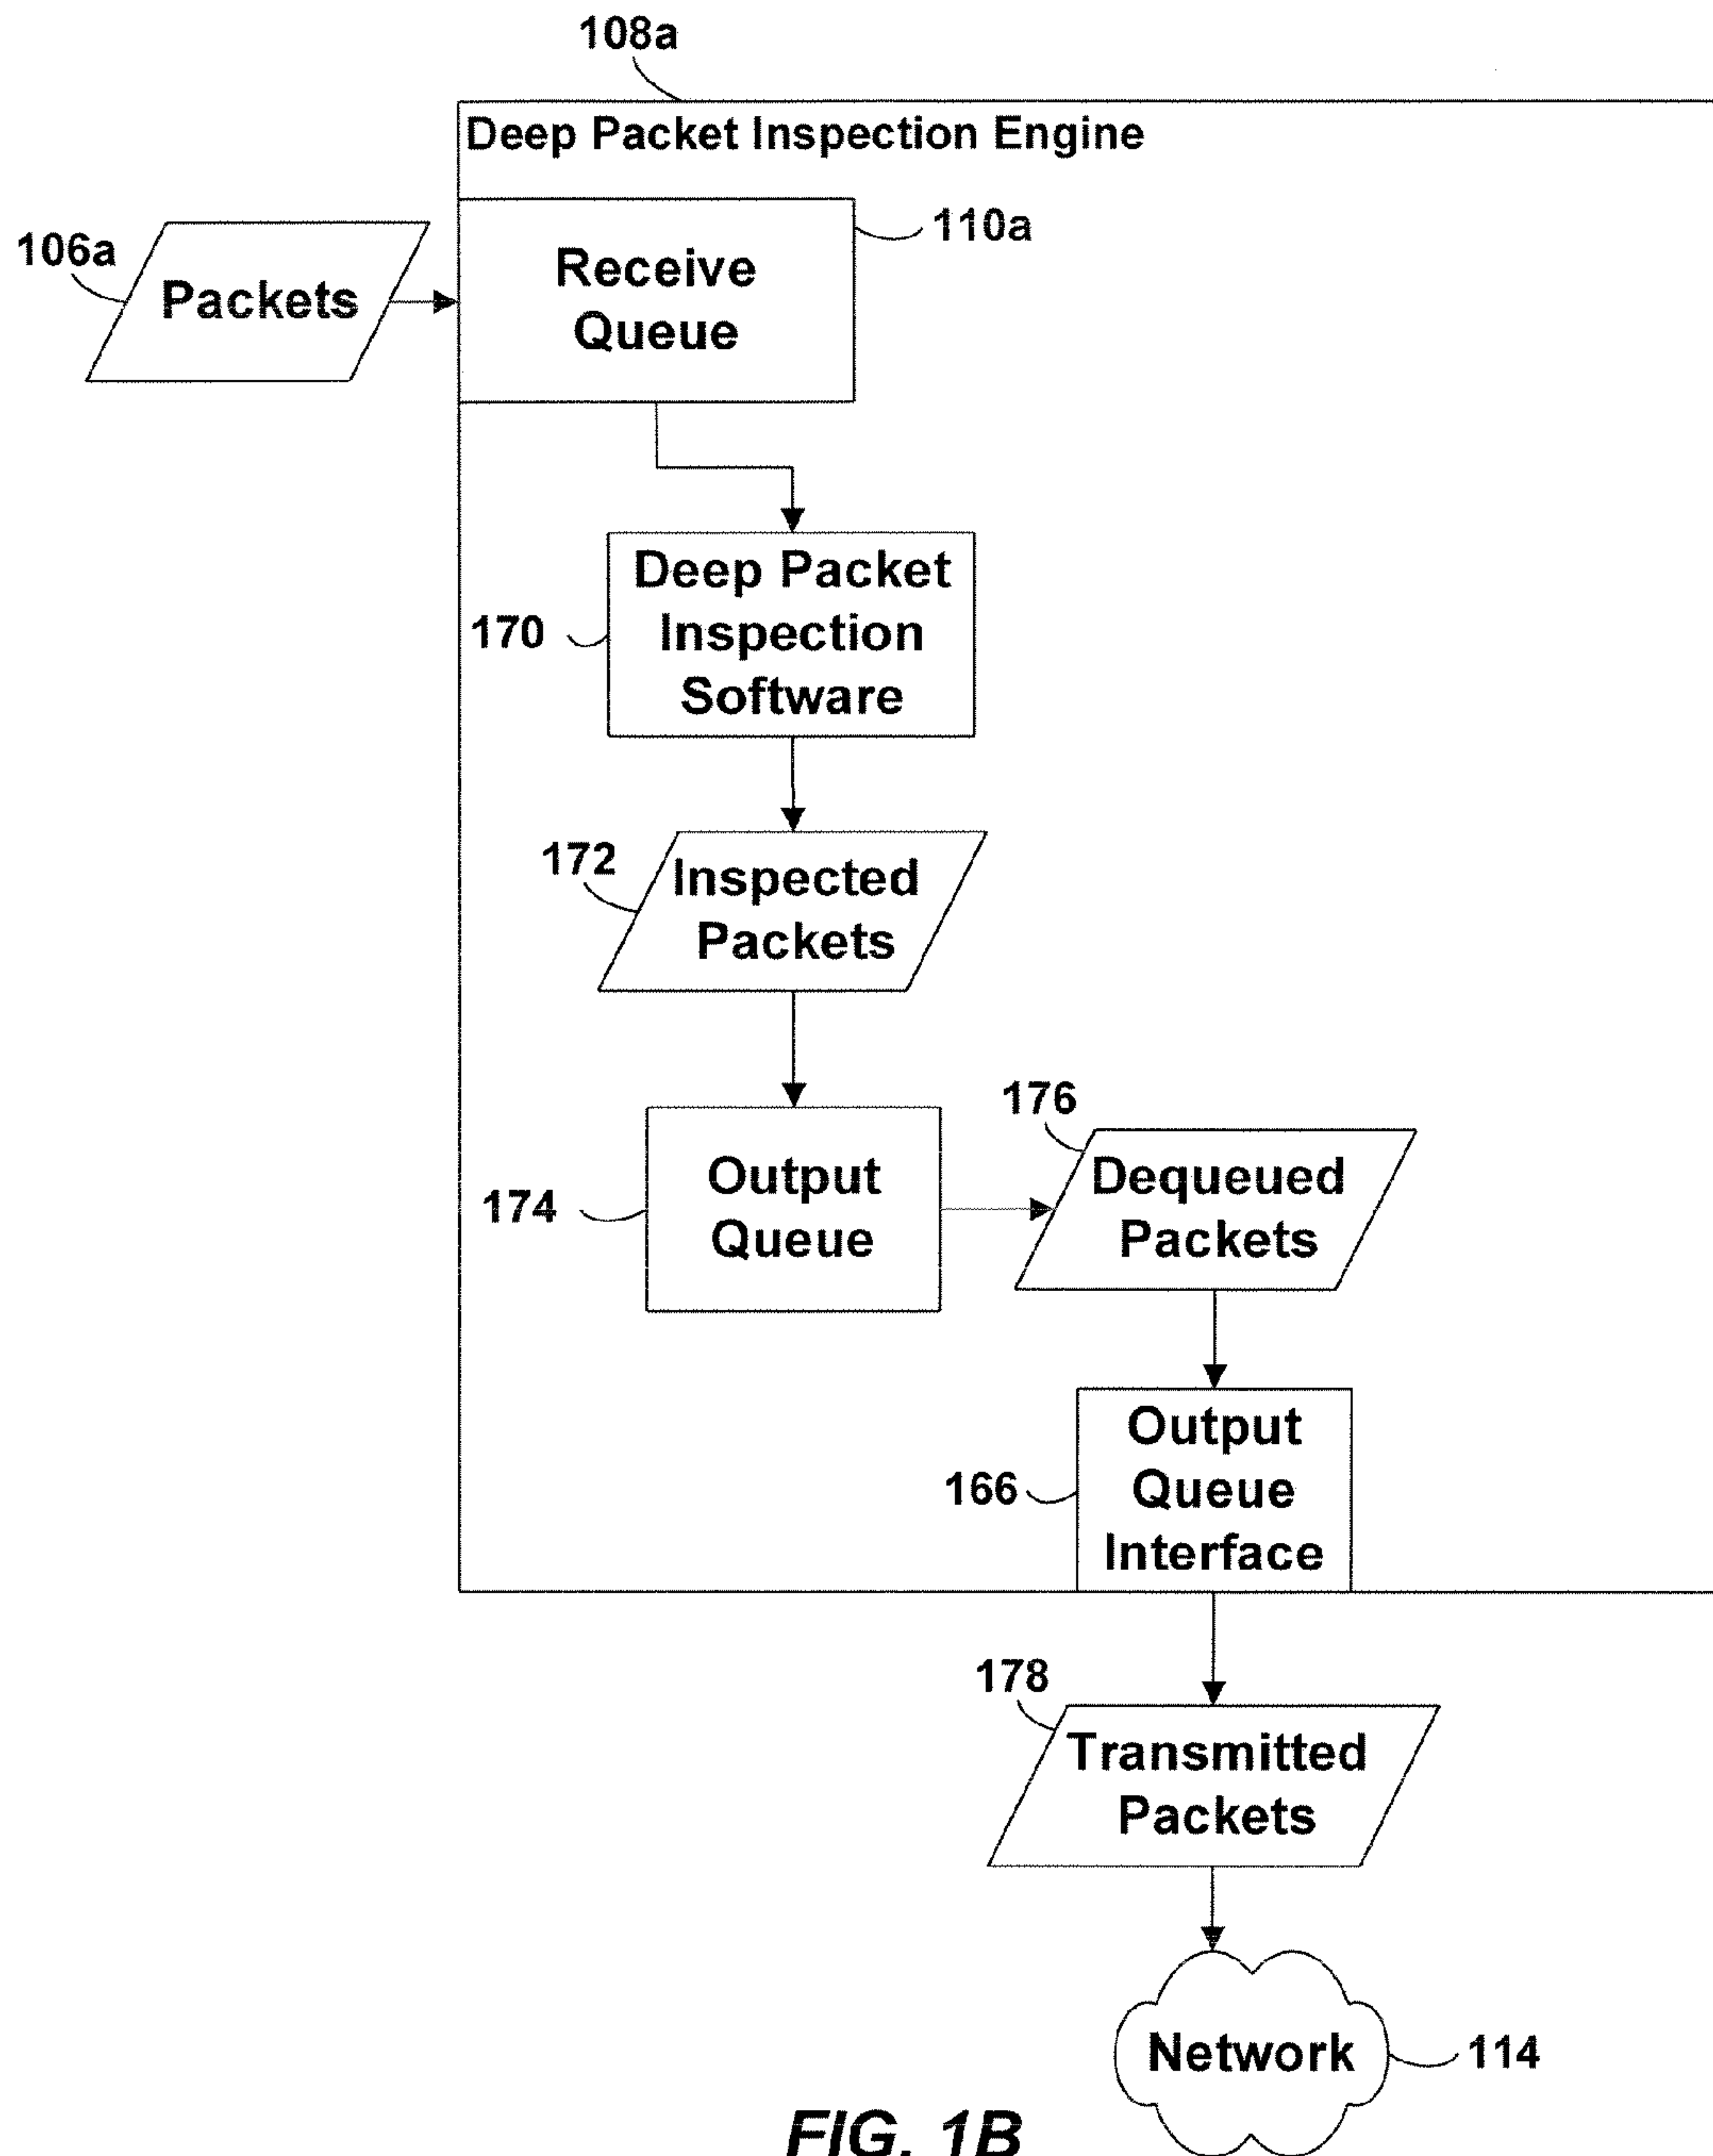 108a
Deep Packet Inspection Engine
110a
106a
Packets
Receive
Queue
Deep Packet
Inspection
Software
170
172
Inspected
Packets
176
Output
Queue
174
Dequeued
Packets
Output
Queue
Interface
166
178
Transmitted
Packets
Network
114
FIG. 1B